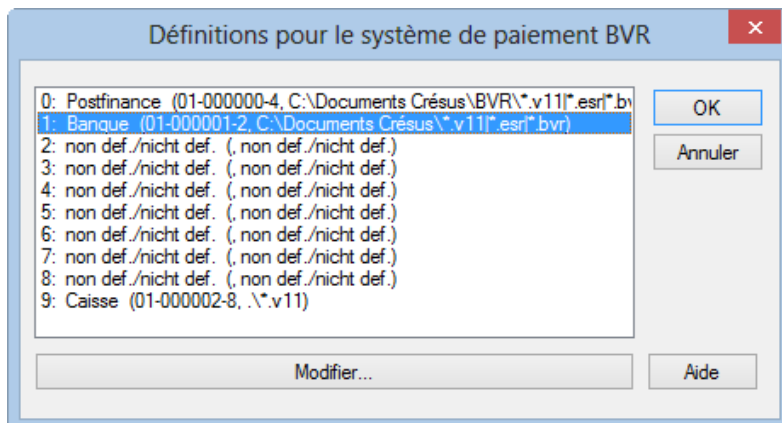 Définitions pour le système de paiement BVR
0: Postfinance (01-000000-4, C:\Documents Crésus\BVR\*.v11|*.esr|*.bv
1: Banque (01-000001-2, C:\Documents Crésus\*.v11|*.esr|*.bvr)
2: non def./nicht def. (, non def./nicht def.)
3: non def./nicht def. (, non def./nicht def.)
4: non def./nicht def. (, non def./nicht def.)
5: non def./nicht def. (, non def./nicht def.)
6: non def./nicht def. (, non def./nicht def.)
7: non def./nicht def. (, non def./nicht def.)
8: non def./nicht def. (, non def./nicht def.)
9: Caisse (01-000002-8, .\*.v11)
OK
Annuler
Modifier...
Aide